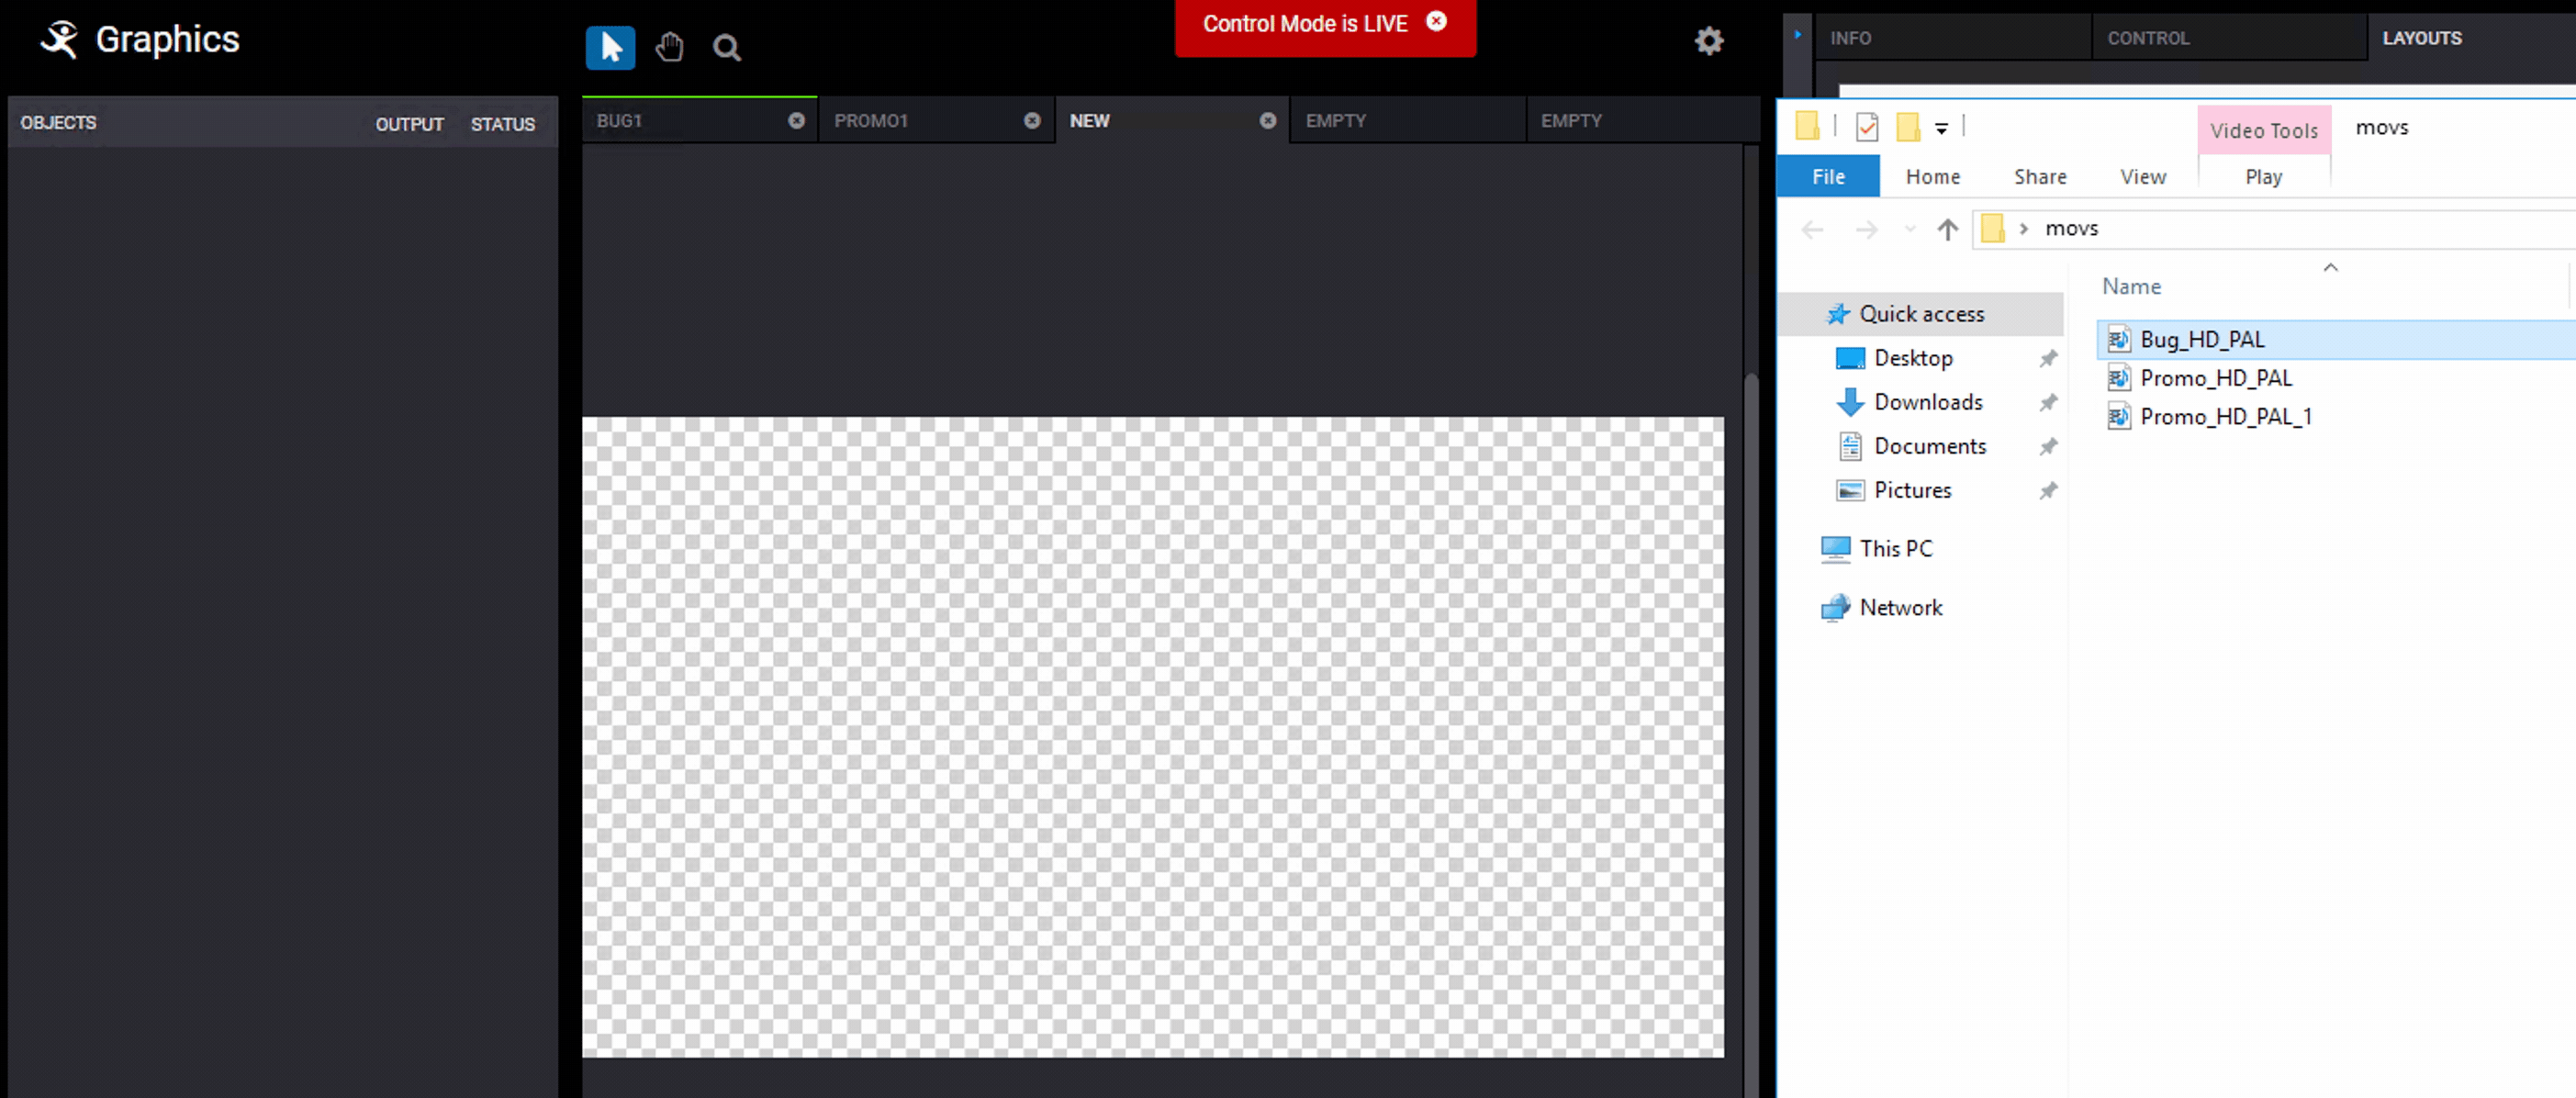 Graphics
Control Mode is LIVE
INFO
CONTROL
LAYOUTS
OBJECTS
OUTPUT
STATUS
BUG1
PROMO1
NEW
EMPTY
EMPTY
Video Tools
movs
File
Home
Share
View
Play
movs
Name
Quick access
Desktop
Downloads
Documents
Pictures
This PC
Network
Bug_HD_PAL
Promo_HD_PAL
Promo_HD_PAL_1